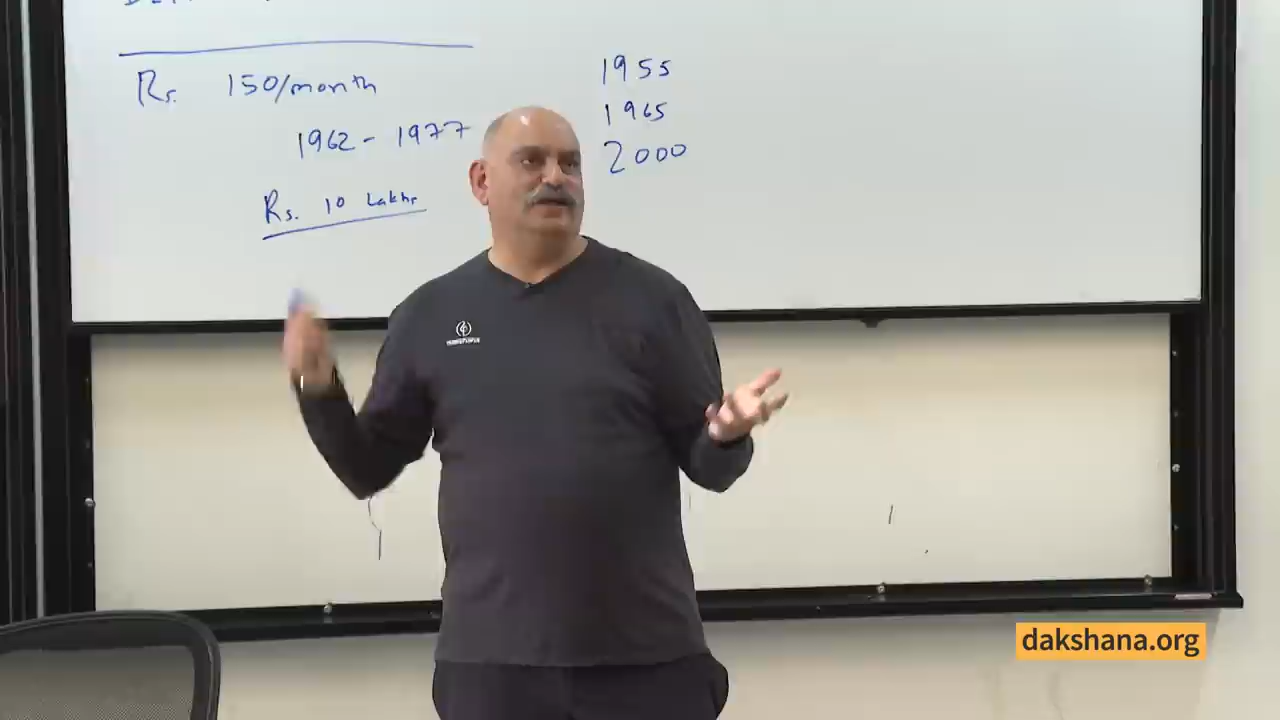 Rs. 150/month
1962 - 1977
Rs. 10 Lakhs
1955
1965
2000
dakshana.org